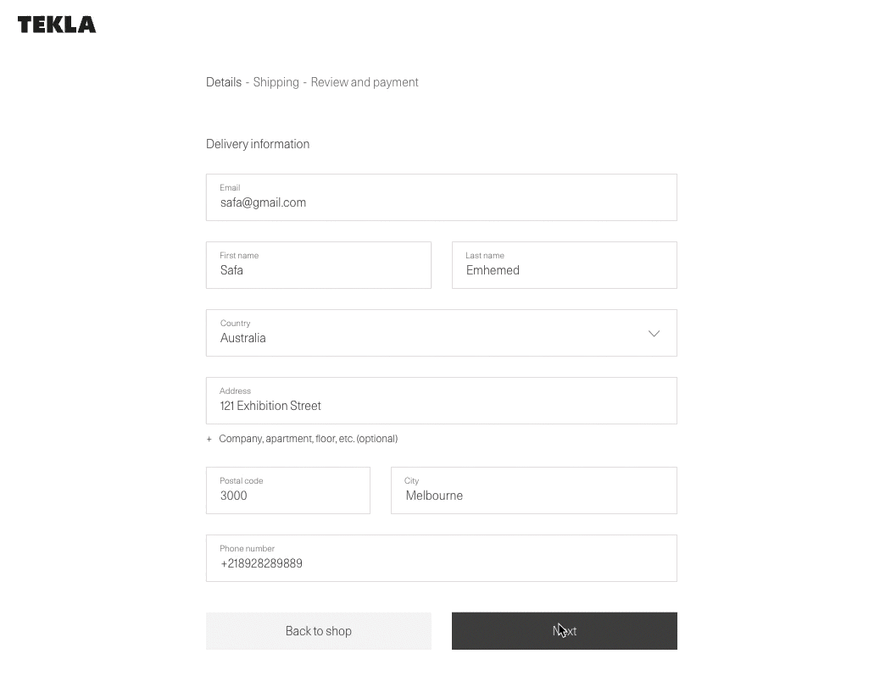 TEKLA
Details - Shipping - Review and payment
Delivery information
Email
safa@gmail.com
First name
Safa
Last name
Emhemed
Country
Australia
Address
121 Exhibition Street
+ Company, apartment, floor, etc. (optional)
Postal code
3000
City
Melbourne
Phone number
+218928289889
Back to shop
Next